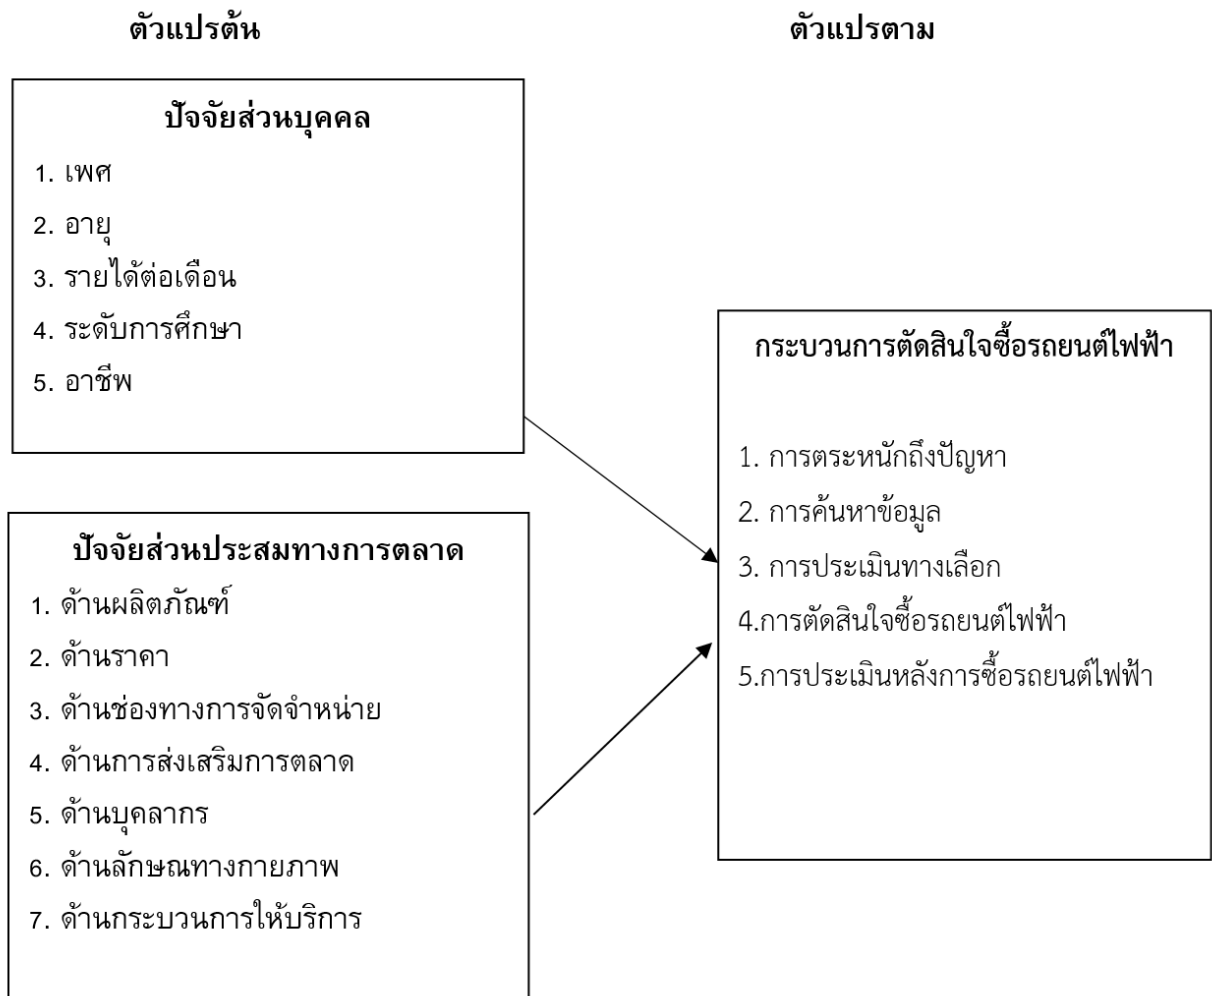 ตัวแปรต้น
ตัวแปรตาม
ปัจจัยส่วนบุคคล
1. เพศ
2. อายุ
3. รายได้ต่อเดือน
4. ระดับการศึกษา
5. อาชีพ
ปัจจัยส่วนประสมทางการตลาด
1. ด้านผลิตภัณฑ์
2. ด้านราคา
3. ด้านช่องทางการจัดจำหน่าย
4. ด้านการส่งเสริมการตลาด
5. ด้านบุคลากร
6. ด้านลักษณทางกายภาพ
7. ด้านกระบวนการให้บริการ
กระบวนการตัดสินใจซื้อรถยนต์ไฟฟ้า
1. การตระหนักถึงปัญหา
2. การค้นหาข้อมูล
3. การประเมินทางเลือก
4.การตัดสินใจซื้อรถยนต์ไฟฟ้า
5.การประเมินหลังการซื้อรถยนต์ไฟฟ้า